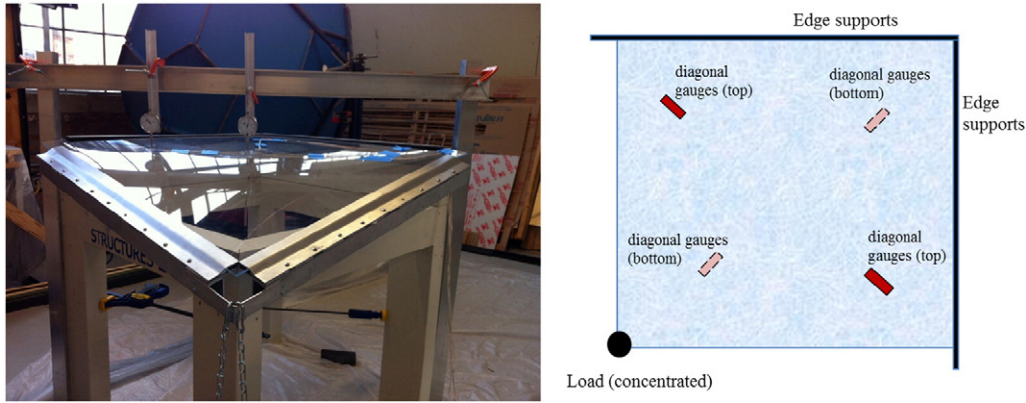 STRUCTURES
Edge supports
diagonal
gauges (top)
diagonal gauges
(bottom)
Edge
supports
diagonal gauges
(bottom)
diagonal
gauges (top)
Load (concentrated)